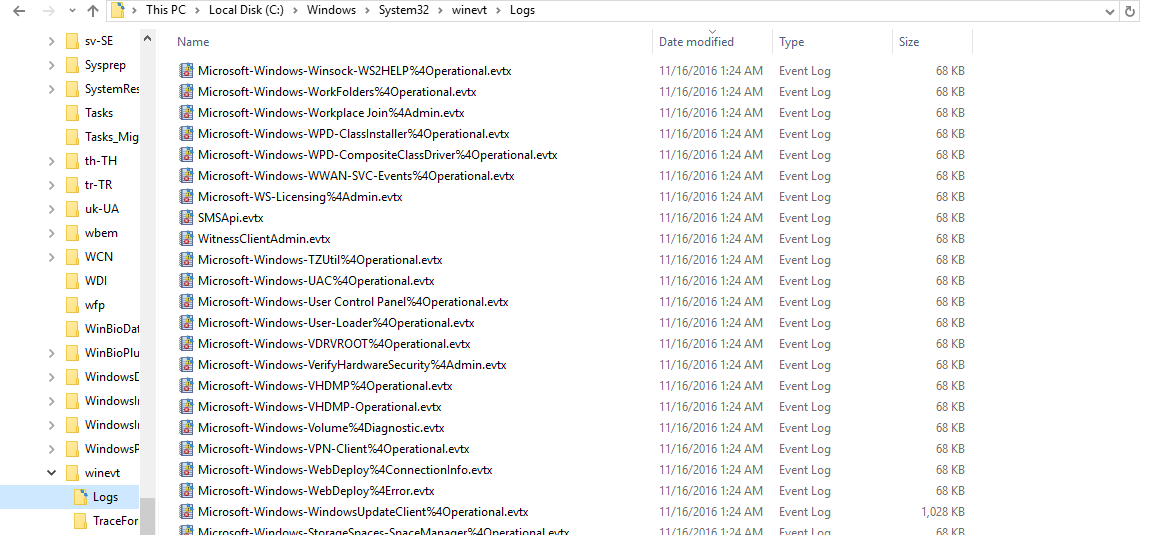 This PC > Local Disk (C:) > Windows > System32 > winevt > Logs
Name Date modified Type Size
sv-SE
Sysprep
SystemRes
Tasks
Tasks_Mig
th-TH
tr-TR
uk-UA
wbem
WCN
WDI
wfp
WinBioDat
WinBioPlu
WindowsD
WindowsIn
WindowsIn
WindowsP
winevt
Logs
TraceFor
Microsoft-Windows-Winsock-WS2HELP%4Operational.evtx 11/16/2016 1:24 AM Event Log 68 KB
Microsoft-Windows-WorkFolders%4Operational.evtx 11/16/2016 1:24 AM Event Log 68 KB
Microsoft-Windows-Workplace Join%4Admin.evtx 11/16/2016 1:24 AM Event Log 68 KB
Microsoft-Windows-WPD-ClassInstaller%4Operational.evtx 11/16/2016 1:24 AM Event Log 68 KB
Microsoft-Windows-WPD-CompositeClassDriver%4Operational.evtx 11/16/2016 1:24 AM Event Log 68 KB
Microsoft-Windows-WWAN-SVC-Events%4Operational.evtx 11/16/2016 1:24 AM Event Log 68 KB
Microsoft-WS-Licensing%4Admin.evtx 11/16/2016 1:24 AM Event Log 68 KB
SMSApi.evtx 11/16/2016 1:24 AM Event Log 68 KB
WitnessClientAdmin.evtx 11/16/2016 1:24 AM Event Log 68 KB
Microsoft-Windows-TZUtil%4Operational.evtx 11/16/2016 1:24 AM Event Log 68 KB
Microsoft-Windows-UAC%4Operational.evtx 11/16/2016 1:24 AM Event Log 68 KB
Microsoft-Windows-User Control Panel%4Operational.evtx 11/16/2016 1:24 AM Event Log 68 KB
Microsoft-Windows-User-Loader%4Operational.evtx 11/16/2016 1:24 AM Event Log 68 KB
Microsoft-Windows-VDRVROOT%4Operational.evtx 11/16/2016 1:24 AM Event Log 68 KB
Microsoft-Windows-VerifyHardwareSecurity%4Admin.evtx 11/16/2016 1:24 AM Event Log 68 KB
Microsoft-Windows-VHDMP%4Operational.evtx 11/16/2016 1:24 AM Event Log 68 KB
Microsoft-Windows-VHDMP-Operational.evtx 11/16/2016 1:24 AM Event Log 68 KB
Microsoft-Windows-Volume%4Diagnostic.evtx 11/16/2016 1:24 AM Event Log 68 KB
Microsoft-Windows-VPN-Client%4Operational.evtx 11/16/2016 1:24 AM Event Log 68 KB
Microsoft-Windows-WebDeploy%4ConnectionInfo.evtx 11/16/2016 1:24 AM Event Log 68 KB
Microsoft-Windows-WebDeploy%4Error.evtx 11/16/2016 1:24 AM Event Log 68 KB
Microsoft-Windows-WindowsUpdateClient%4Operational.evtx 11/16/2016 1:24 AM Event Log 1,028 KB
Microsoft-Windows-StorageSpaces-SpaceManager%4Operational.evtx 11/16/2016 1:24 AM Event Log 68 KB